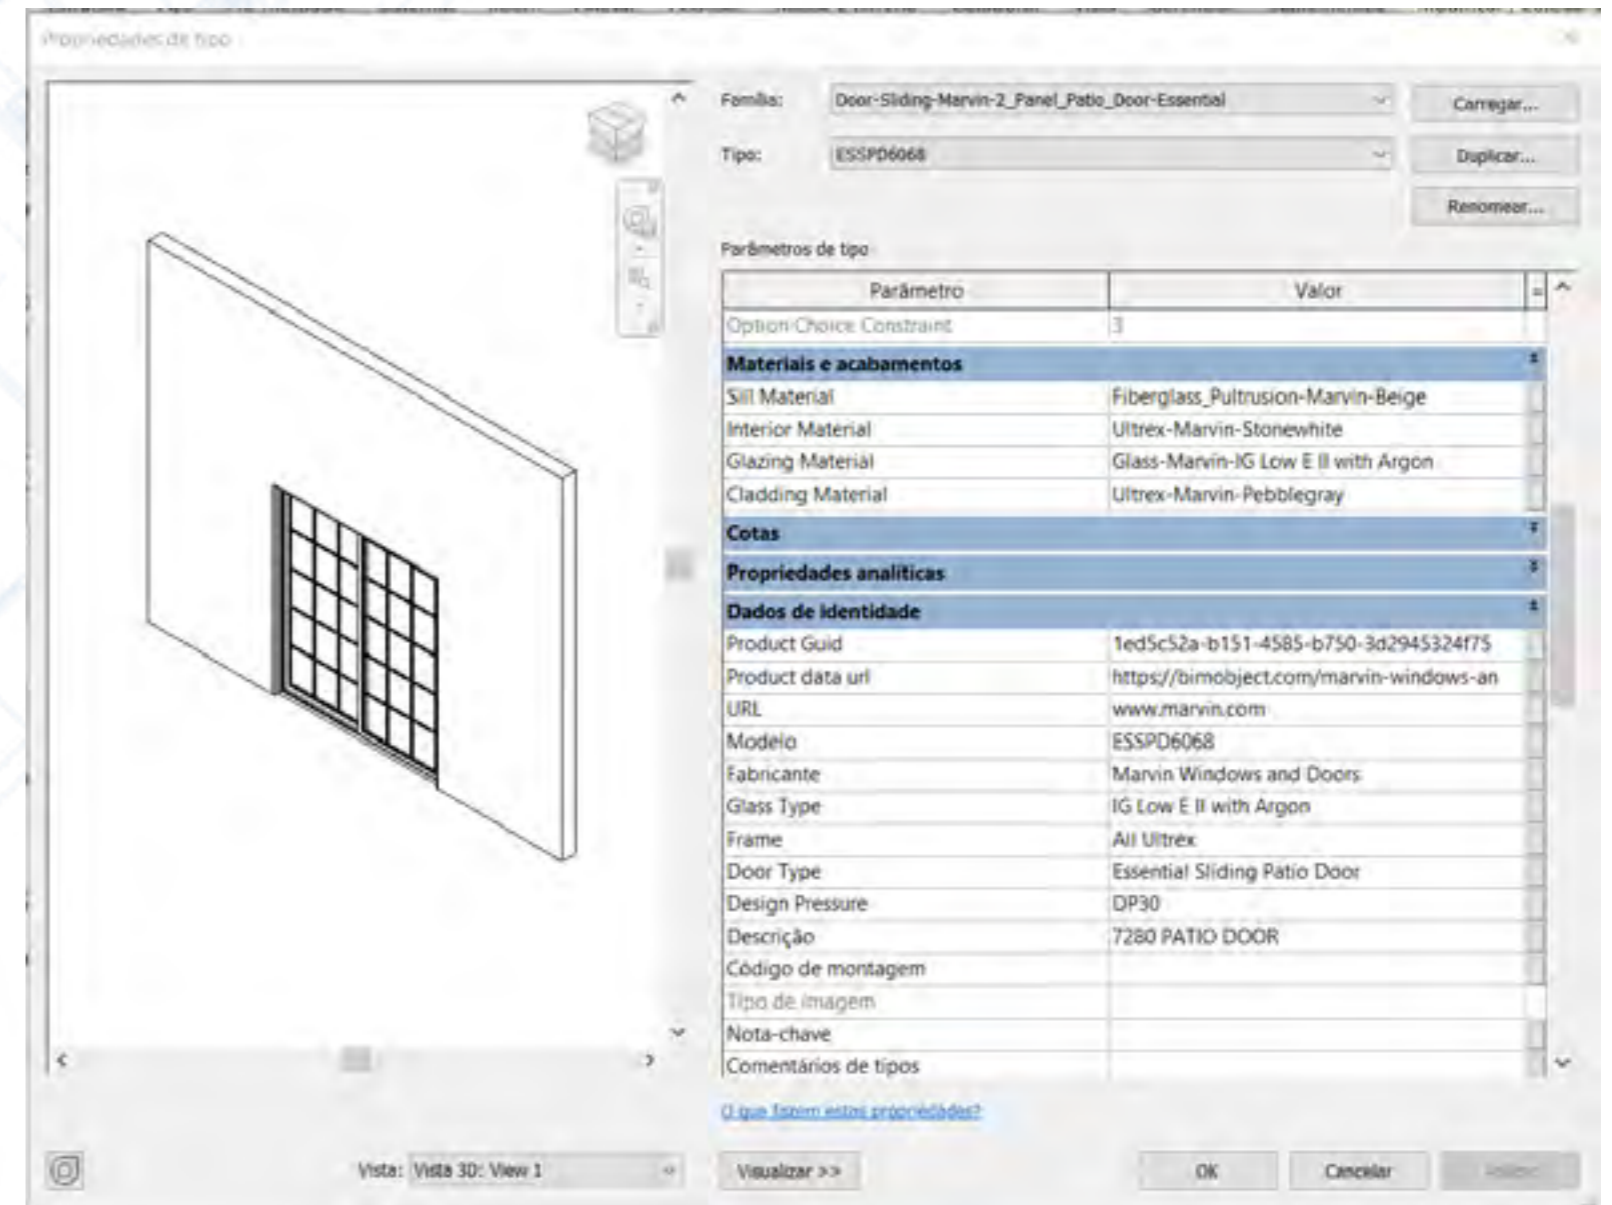 Propriedades de tipo
Família: Door-Sliding-Marvin-2_Panel_Patio_Door-Essential Carregar...
Tipo: ESSPD6068 Duplicar...
Renomear...
Parâmetros de tipo
Parâmetro Valor =
Option Choice Constraint 3
Materiais e acabamentos
Sill Material Fiberglass_Pultrusion-Marvin-Beige
Interior Material Ultrex-Marvin-Stonewhite
Glazing Material Glass-Marvin-IG Low E II with Argon
Cladding Material Ultrex-Marvin-Pebblegray
Cotas
Propriedades analíticas
Dados de identidade
Product Guid 1ed5c52a-b151-4585-b750-3d2945324f75
Product data url https://bimobject.com/marvin-windows-an
URL www.marvin.com
Modelo ESSPD6068
Fabricante Marvin Windows and Doors
Glass Type IG Low E II with Argon
Frame All Ultrex
Door Type Essential Sliding Patio Door
Design Pressure DP30
Descrição 7280 PATIO DOOR
Código de montagem
Tipo de imagem
Nota-chave
Comentários de tipos
O que fazem estas propriedades?
Vista: Vista 3D: View 1 Visualizar >> OK Cancelar